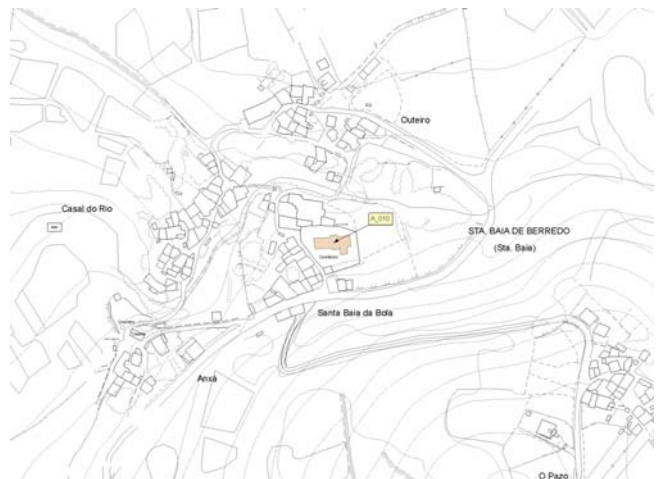 Outeiro
Casal do Rio
A_010
STA. BAIA DE BERREDO
(Sta. Baia)
Santa Baia da Bola
Anxá
O Pazo